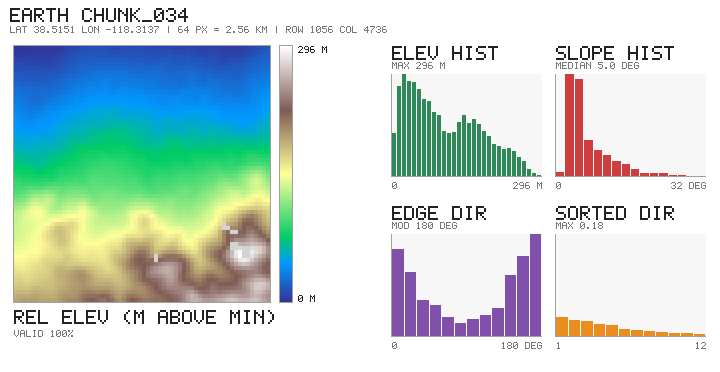 EARTH CHUNK_034
LAT 38.5151 LON -118.3137 | 64 PX = 2.56 KM | ROW 1056 COL 4736
296 M
0 M
REL ELEV (M ABOVE MIN)
VALID 100%
ELEV HIST
MAX 296 M
0 296 M
SLOPE HIST
MEDIAN 5.0 DEG
0 32 DEG
EDGE DIR
MOD 180 DEG
0 180 DEG
SORTED DIR
MAX 0.18
1 12